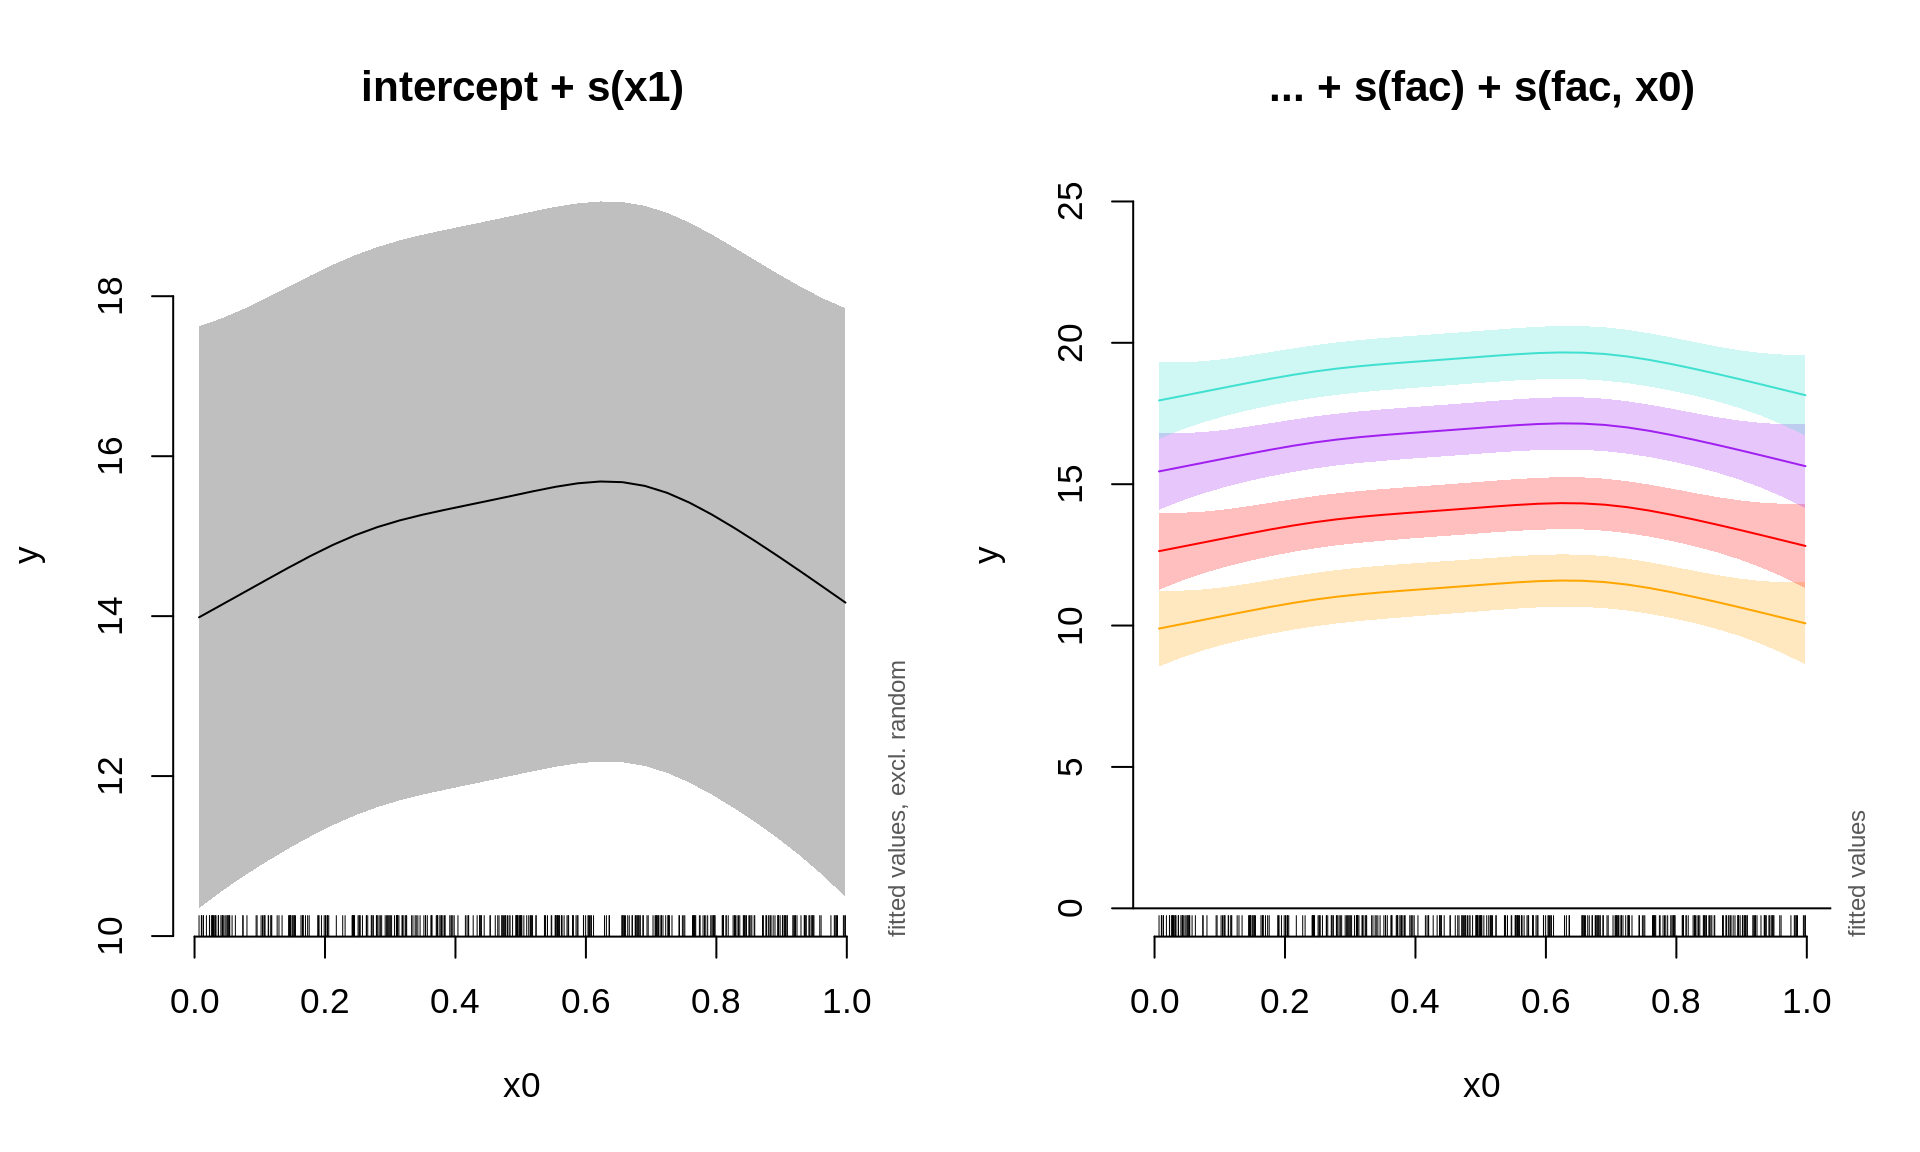 intercept + s(x1)
y
18
16
14
12
10
0.0 0.2 0.4 0.6 0.8 1.0
x0
fitted values, excl. random
... + s(fac) + s(fac, x0)
y
25
20
15
10
5
0
0.0 0.2 0.4 0.6 0.8 1.0
x0
fitted values